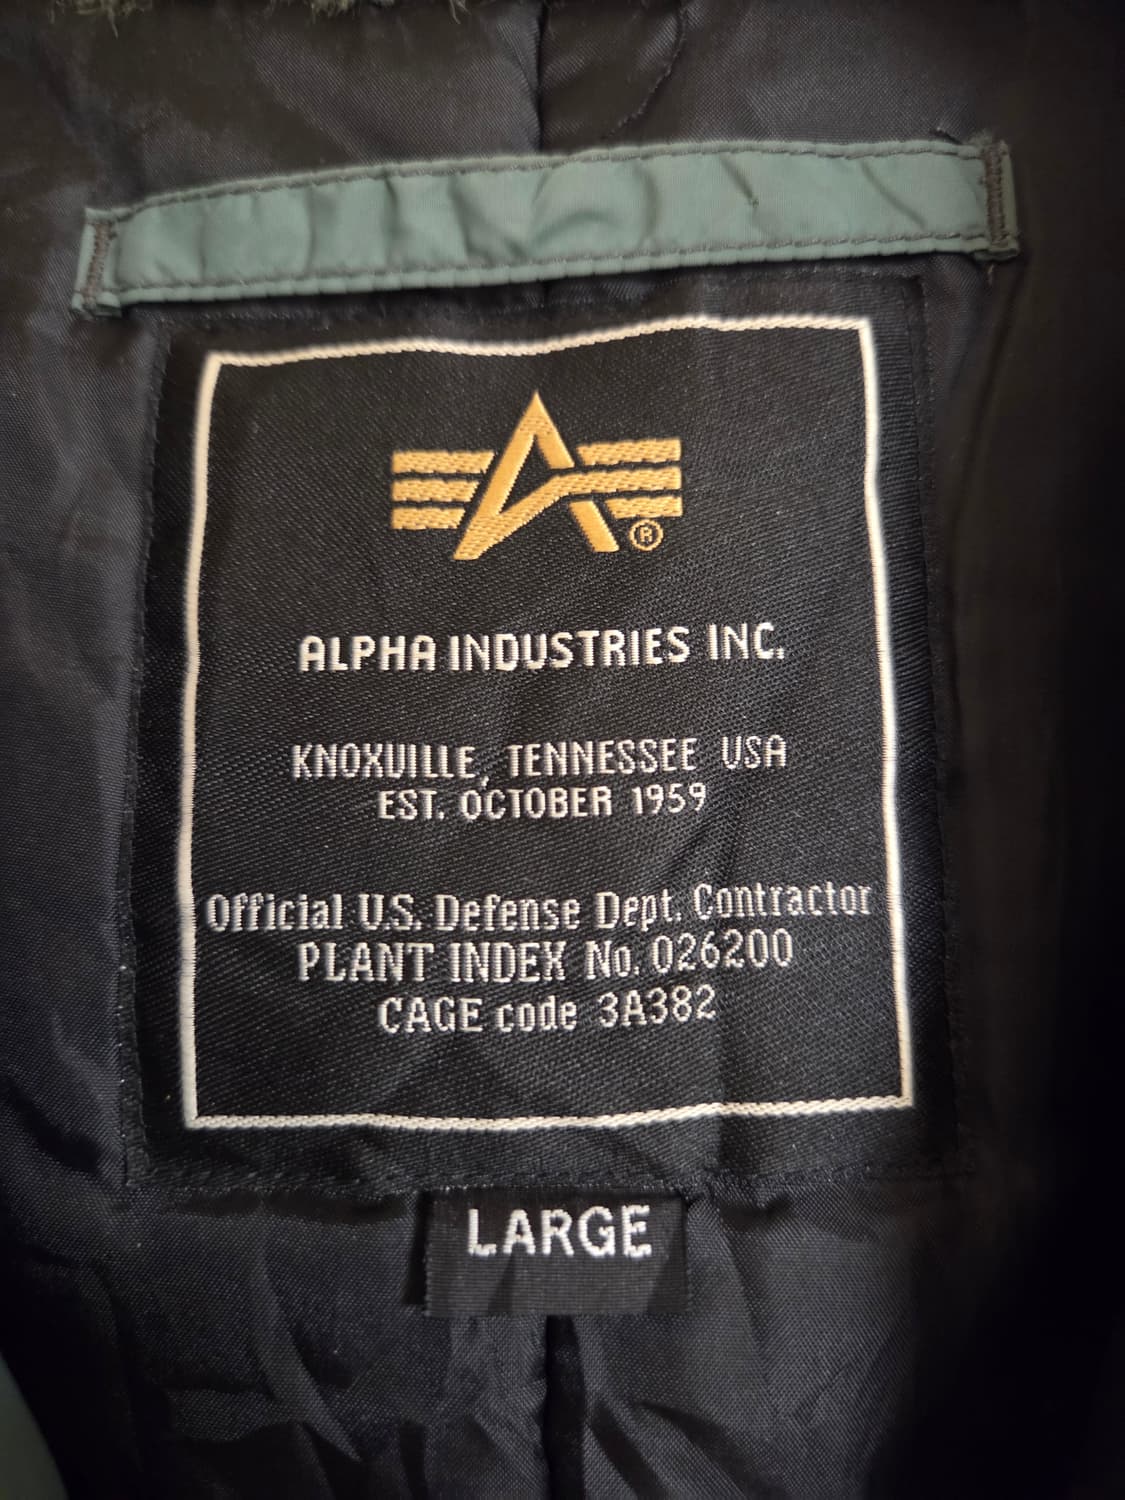 ALPHA INDUSTRIES INC.
KNOXVILLE, TENNESSEE USA
EST. OCTOBER 1959
Official U.S. Defense Dept. Contractor
PLANT INDEX No. 026200
CAGE code 3A382
LARGE